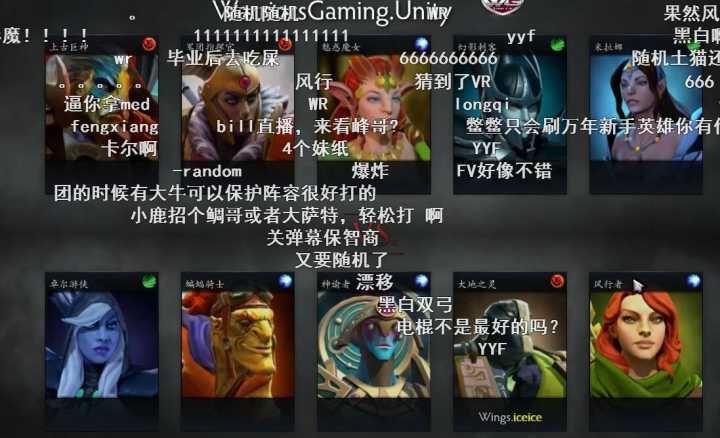 。 随机随机 WR 果然风
WarriorsGaming.Unity
魔！！！！ 1111111111111111 yyf 黑白啊
上古巨神 军团指挥官 魅惑魔女 幻影刺客 米拉娜
wr 毕业后去吃屎 6666666666 随机土猫还
。。。。。 风行 猜到了VR 666
逼你拿med WR longqi
fengxiang bill直播，来看峰哥？ 鳖鳖只会刷万年新手英雄你有什
卡尔啊 4个妹纸 YYF
-random 爆炸 FV好像不错
团的时候有大牛可以保护阵容很好打的
小鹿招个鲷哥或者大萨特，轻松打 啊
关弹幕保智商
又要随机了
卓尔游侠 蝙蝠骑士 神谕者 漂移 大地之灵 风行者
黑白双弓
电棍不是最好的吗？
YYF
Wings.iceice